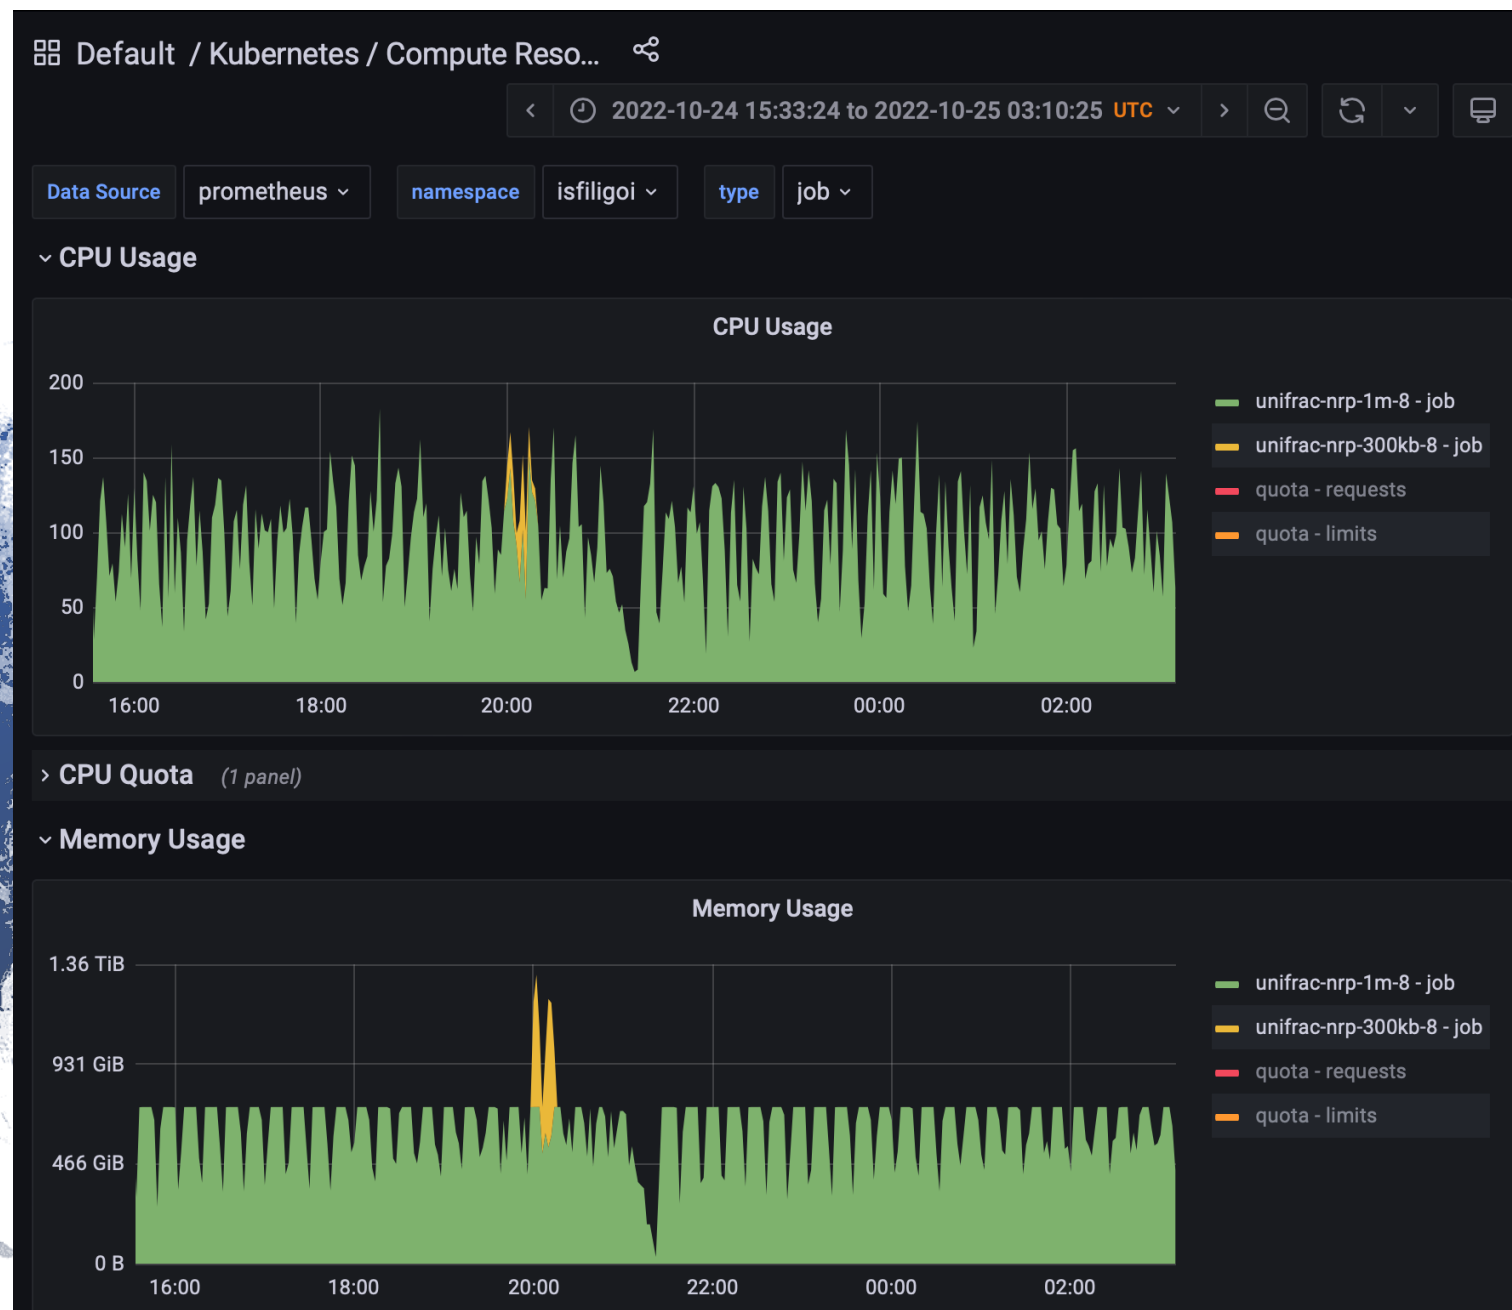 Default / Kubernetes / Compute Reso...
2022-10-24 15:33:24 to 2022-10-25 03:10:25 UTC
Data Source prometheus namespace isfiligoi type job
CPU Usage
CPU Usage
200
150
100
50
0
16:00 18:00 20:00 22:00 00:00 02:00
unifrac-nrp-1m-8 - job
unifrac-nrp-300kb-8 - job
quota - requests
quota - limits
CPU Quota (1 panel)
Memory Usage
Memory Usage
1.36 TiB
931 GiB
466 GiB
0 B
16:00 18:00 20:00 22:00 00:00 02:00
unifrac-nrp-1m-8 - job
unifrac-nrp-300kb-8 - job
quota - requests
quota - limits